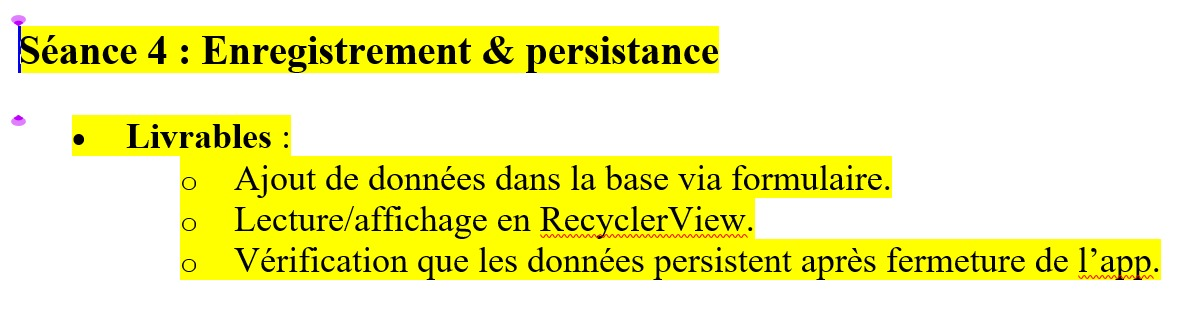 Séance 4 : Enregistrement & persistance
• Livrables :
o Ajout de données dans la base via formulaire.
o Lecture/affichage en RecyclerView.
o Vérification que les données persistent après fermeture de l’app.